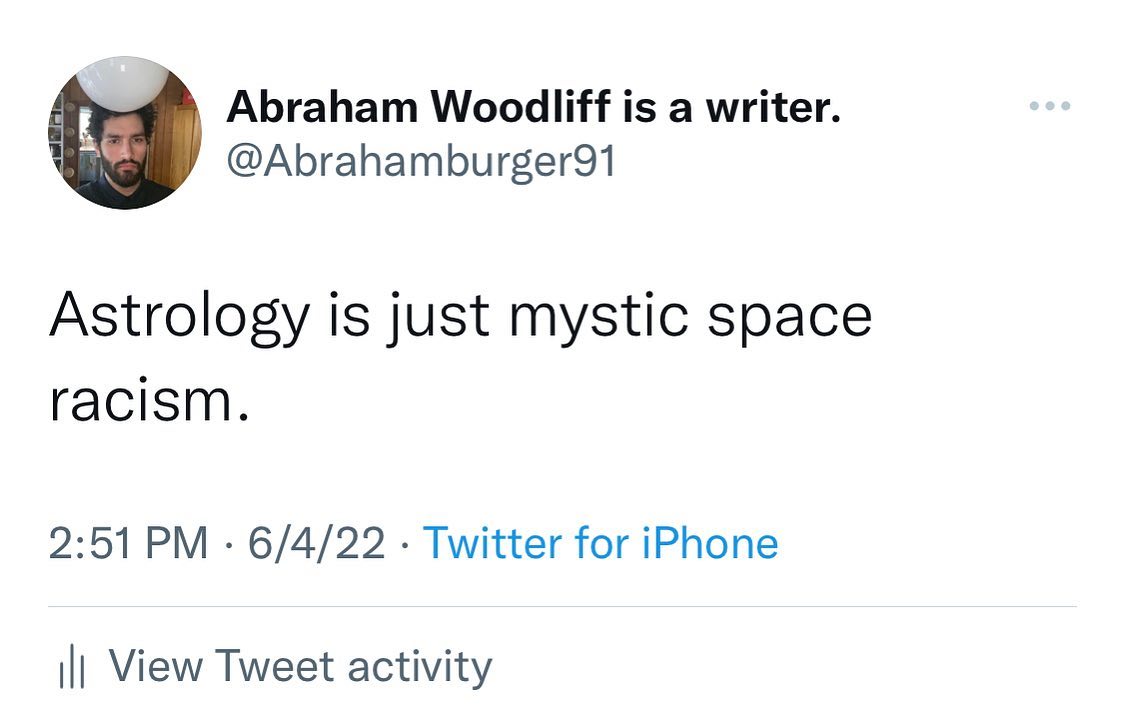 Abraham Woodliff is a writer.
@Abrahamburger91
Astrology is just mystic space
racism.
2:51 PM · 6/4/22 · Twitter for iPhone
View Tweet activity